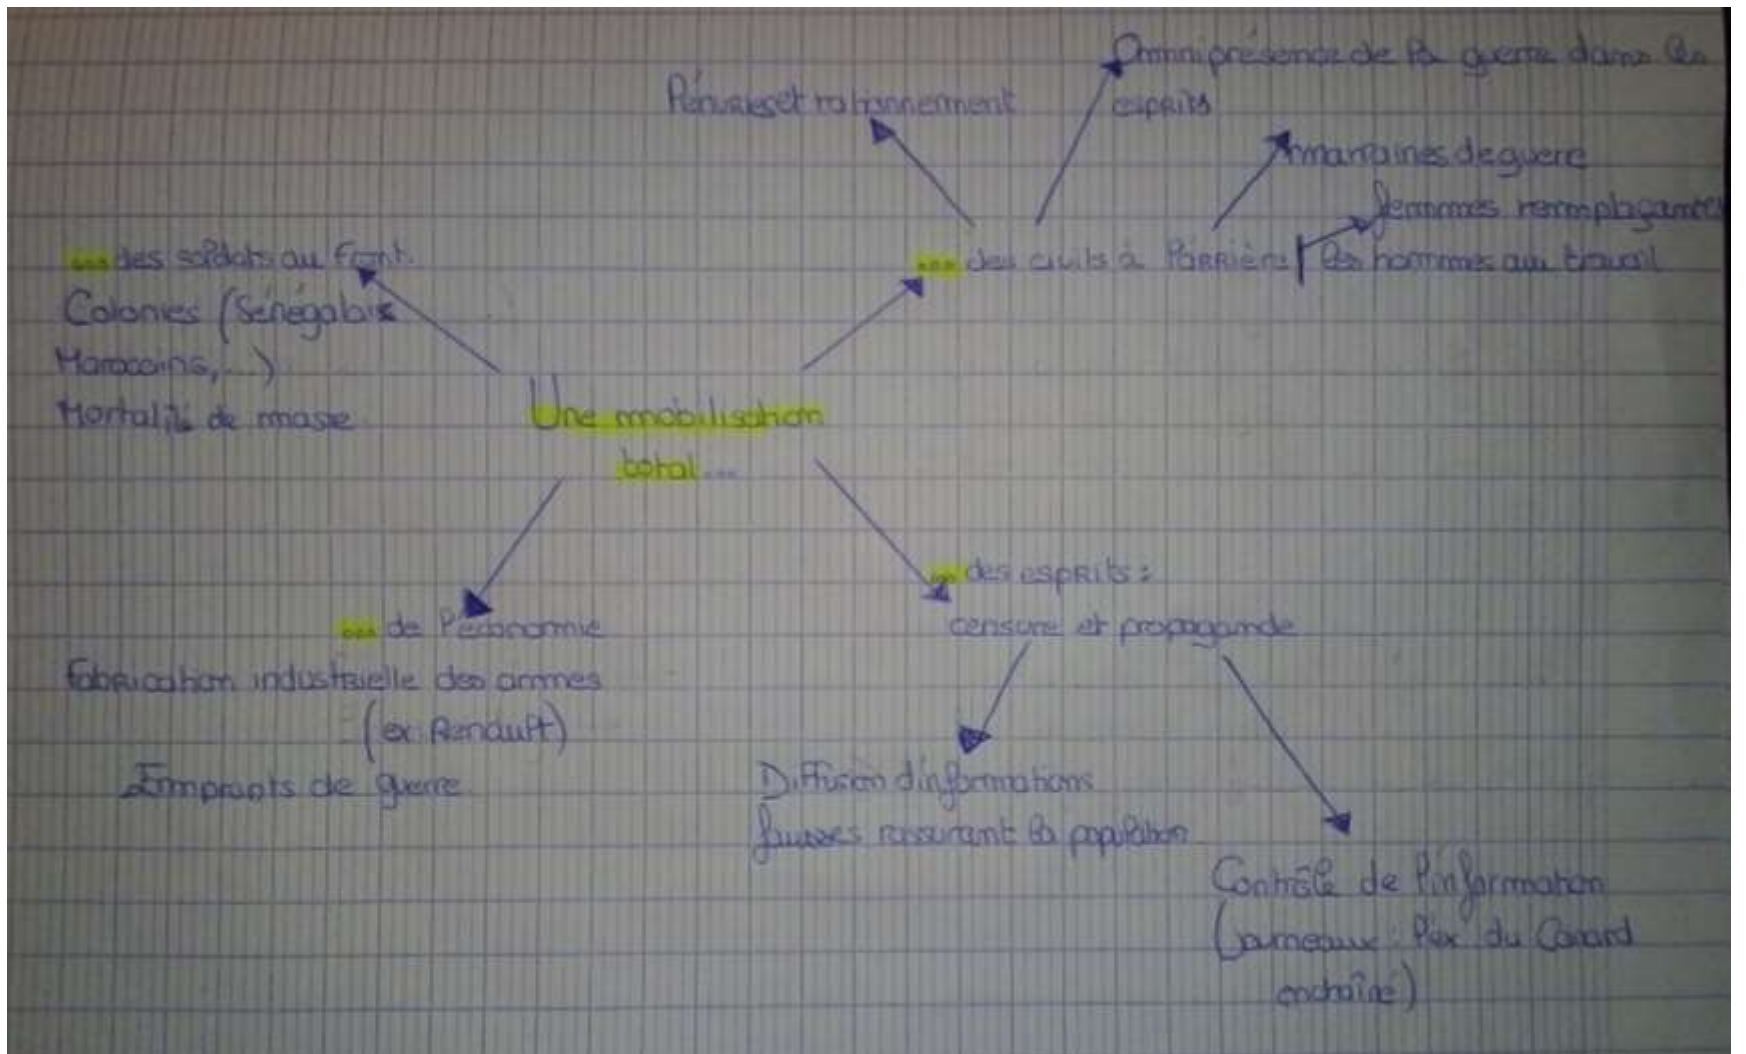 Omniprésence de la guerre dans les
esprits
Pénuries et rationnement
marraines de guerre
femmes remplaçant
les hommes au travail
... des civils à l'arrière
... des soldats au front.
Colonies (Sénégalais
Marocains, ...)
Mortalité de masse
Une mobilisation
total ...
... de l'économie
Fabrication industrielle des armes
(ex: Renault)
Emprunts de guerre
... des esprits :
censure et propagande
Diffusion d'informations
fausses rassurant la population
Contrôle de l'information
(journeaux : l'ex du Canard
enchaîné)